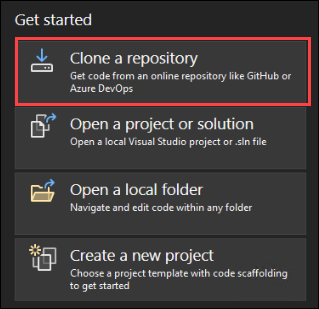 Get started
Clone a repository
Get code from an online repository like GitHub or
Azure DevOps
Open a project or solution
Open a local Visual Studio project or .sln file
Open a local folder
Navigate and edit code within any folder
Create a new project
Choose a project template with code scaffolding
to get started